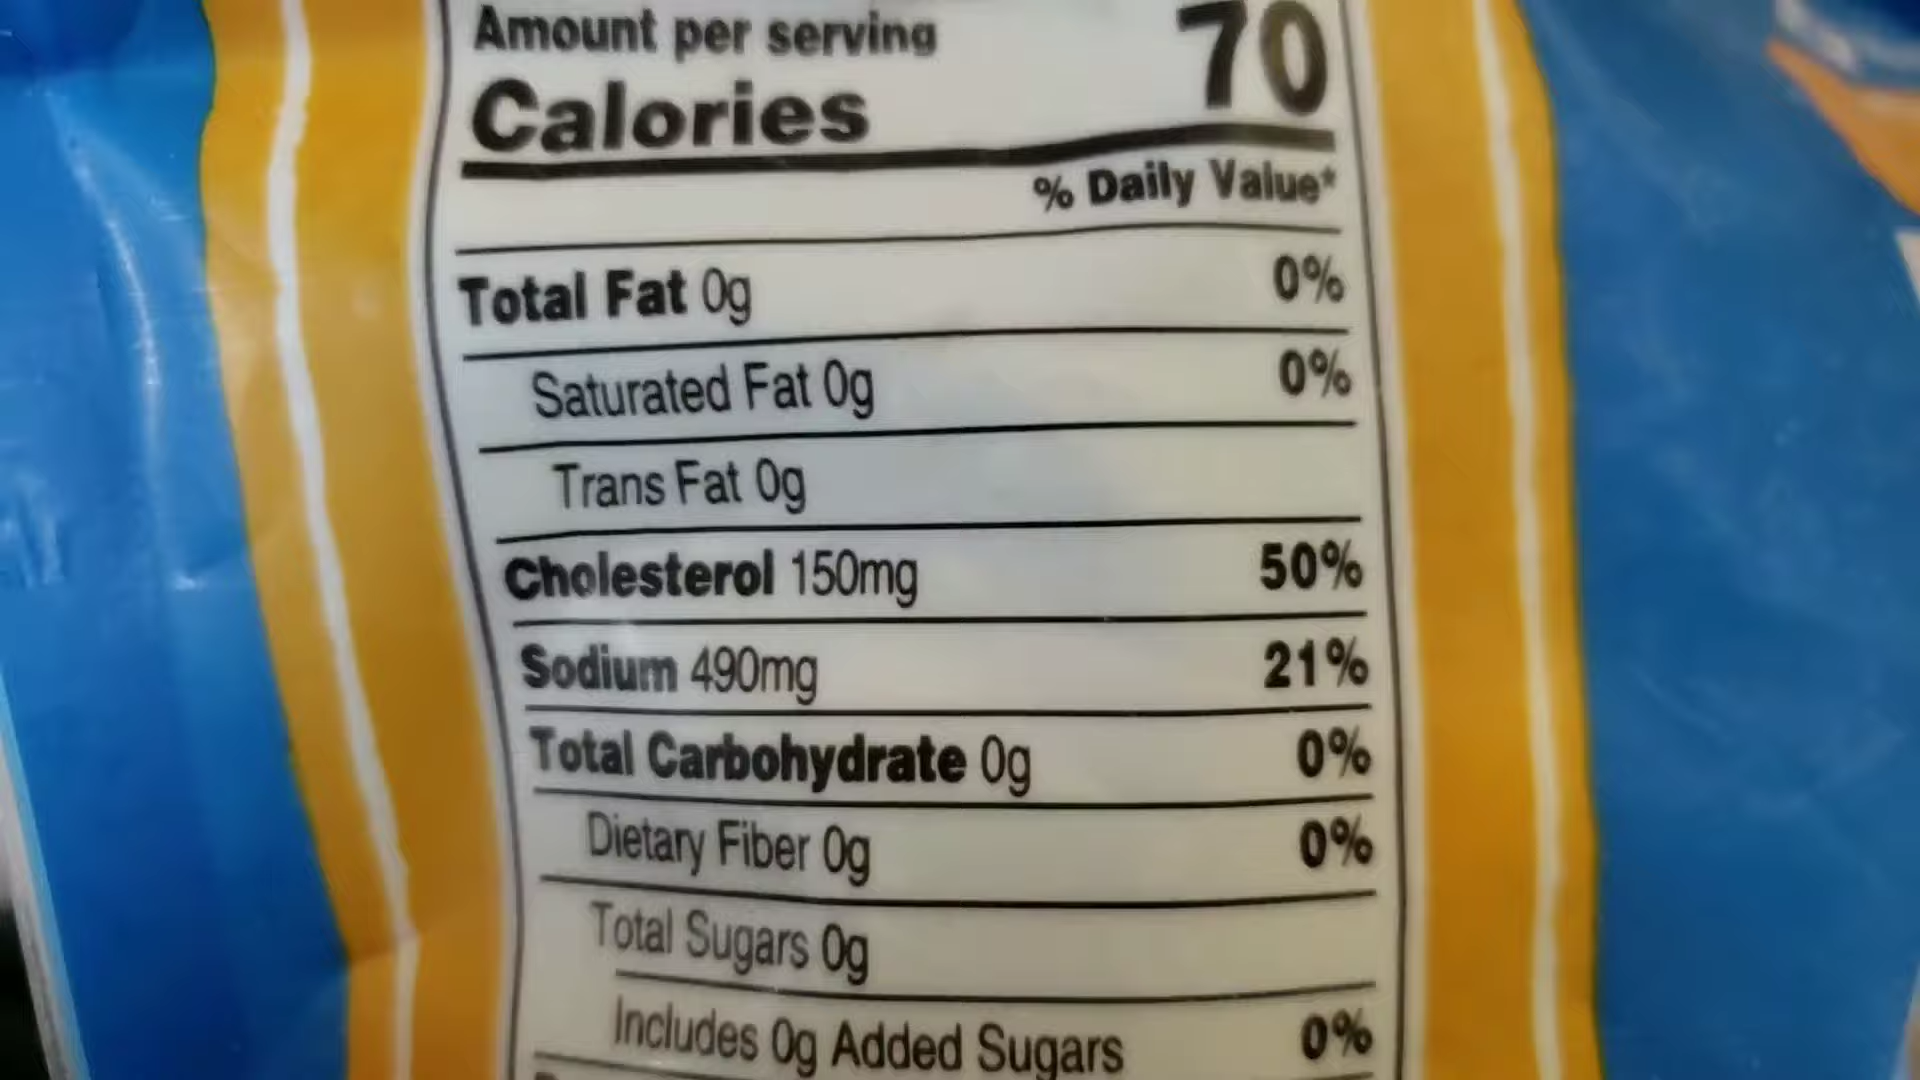 Amount per serving
Calories 70
% Daily Value*
Total Fat 0g 0%
Saturated Fat 0g 0%
Trans Fat 0g
Cholesterol 150mg 50%
Sodium 490mg 21%
Total Carbohydrate 0g 0%
Dietary Fiber 0g 0%
Total Sugars 0g
Includes 0g Added Sugars 0%